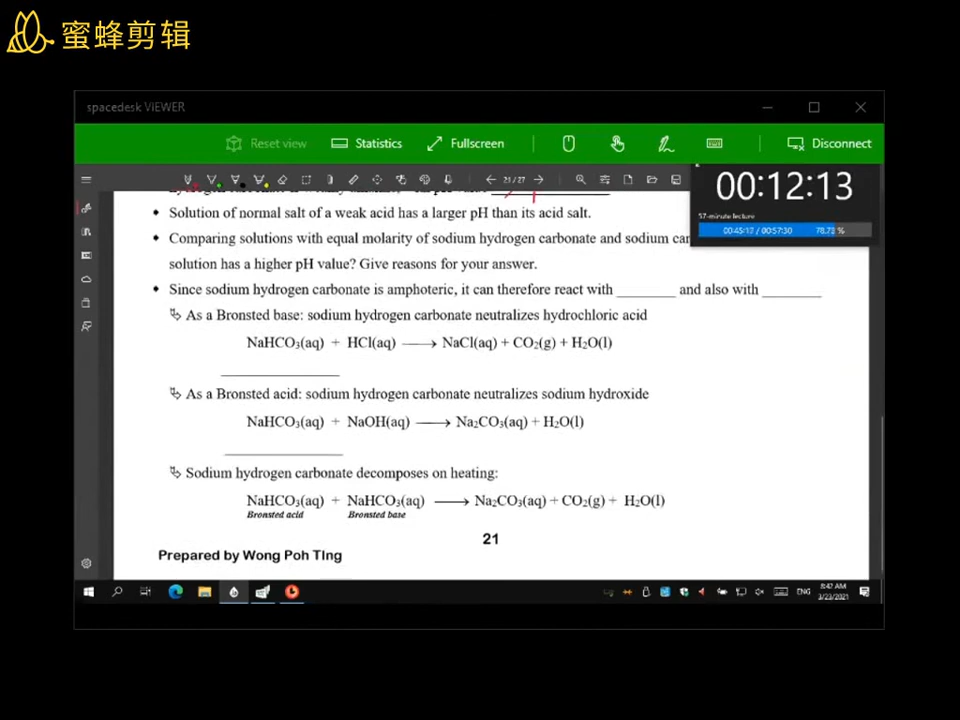 蜜蜂剪辑
spacedesk VIEWER
Reset view Statistics Fullscreen Disconnect
21 / 27
00:12:13
57-minute lecture
00:45:17 / 00:57:30 78.73 %
Solution of normal salt of a weak acid has a larger pH than its acid salt.
Comparing solutions with equal molarity of sodium hydrogen carbonate and sodium
solution has a higher pH value? Give reasons for your answer.
Since sodium hydrogen carbonate is amphoteric, it can therefore react with ________ and also with ________
As a Bronsted base: sodium hydrogen carbonate neutralizes hydrochloric acid
NaHCO₃(aq) + HCl(aq) ⟶ NaCl(aq) + CO₂(g) + H₂O(l)
As a Bronsted acid: sodium hydrogen carbonate neutralizes sodium hydroxide
NaHCO₃(aq) + NaOH(aq) ⟶ Na₂CO₃(aq) + H₂O(l)
Sodium hydrogen carbonate decomposes on heating:
NaHCO₃(aq) + NaHCO₃(aq) ⟶ Na₂CO₃(aq) + CO₂(g) + H₂O(l)
Bronsted acid Bronsted base
21
Prepared by Wong Poh TIng
ENG
8:42 AM
3/23/2021